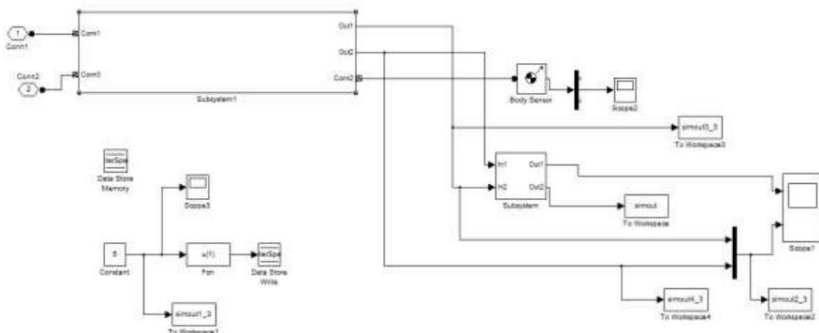 1
Conn1
Conn1
Conn2
2
Conn3
Out1
Out2
Conn2
Subsystem1
Body Sensor
Scope2
simout3_3
To Workspace3
Data Store
Memory
Scope3
In1
In2
Out1
Out2
Subsystem
simout
To Workspace
Scope1
Constant
u(1)
Fcn
Data Store
Write
simout1_3
To Workspace1
simout4_3
To Workspace4
simout2_3
To Workspace2